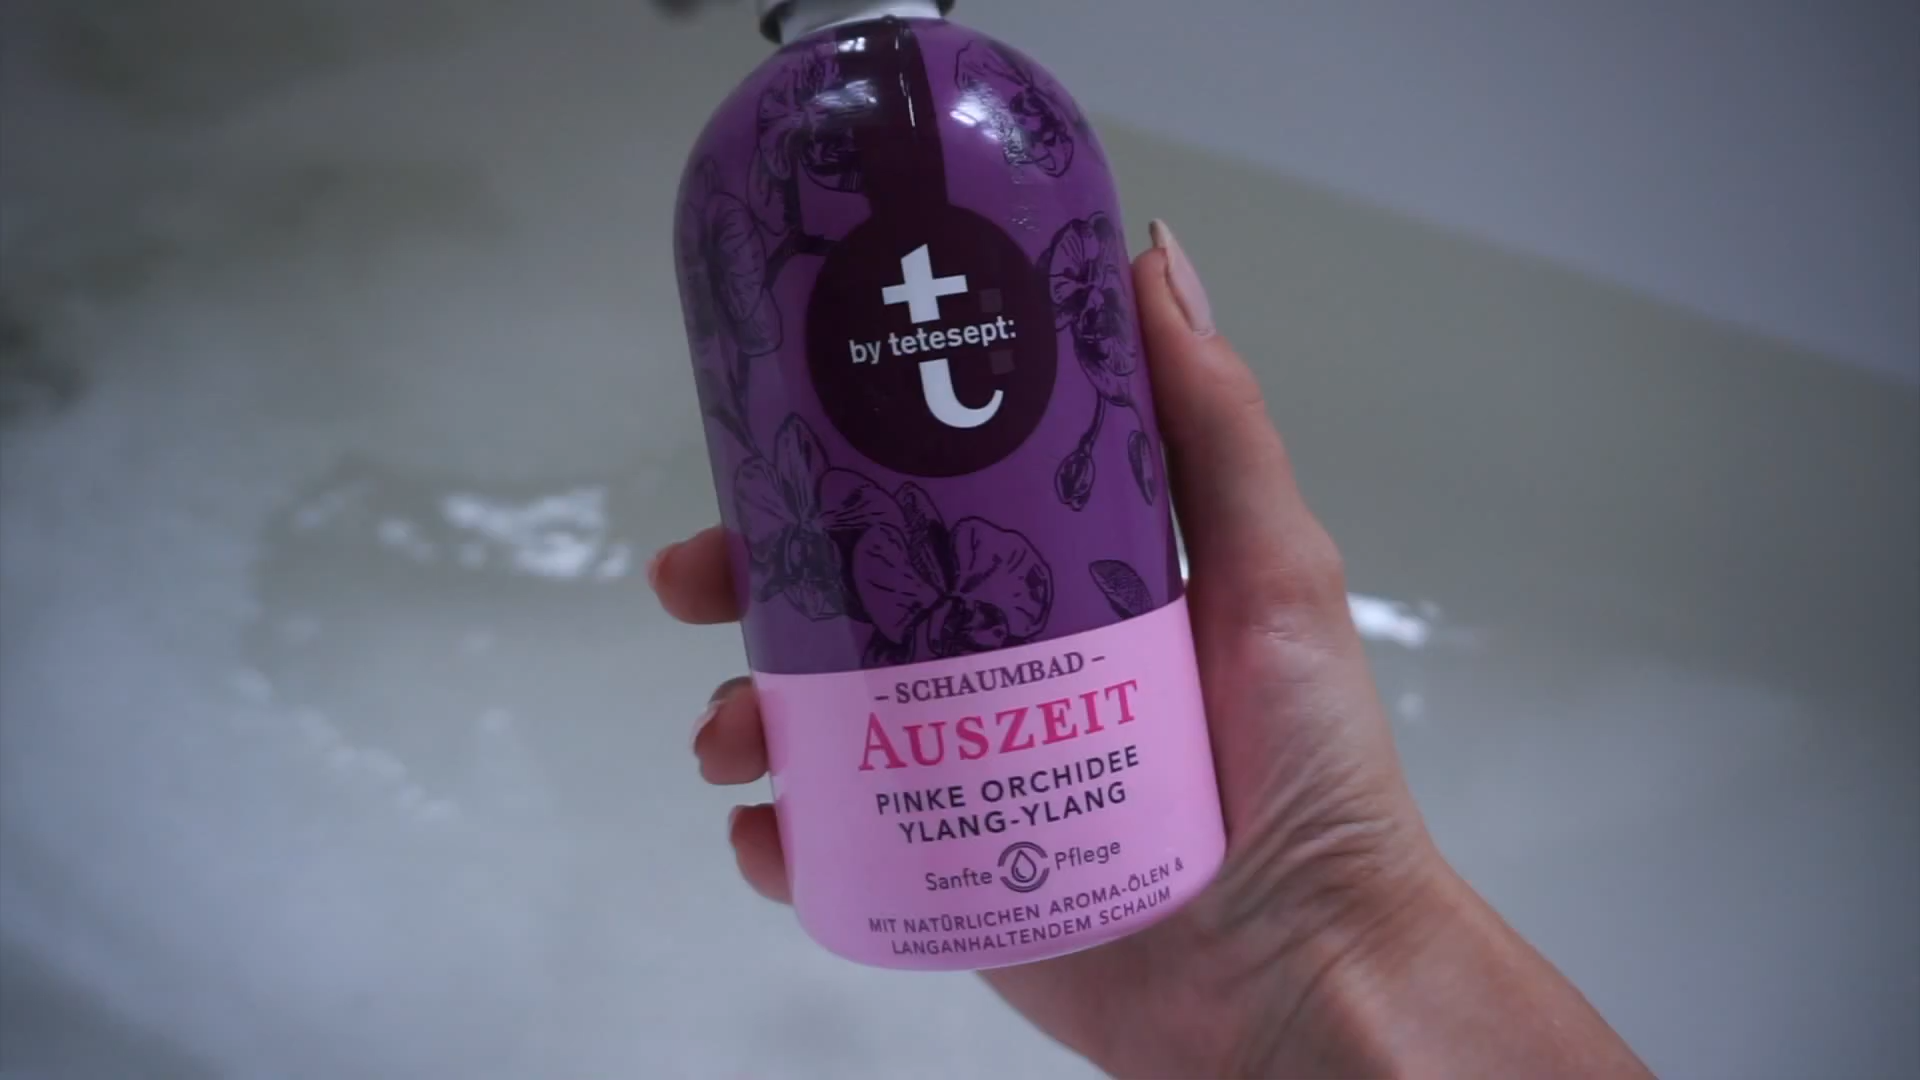 t
by tetesept:
– SCHAUMBAD –
AUSZEIT
PINKE ORCHIDEE
YLANG-YLANG
Sanfte Pflege
MIT NATÜRLICHEN AROMA-ÖLEN &
LANGANHALTENDEM SCHAUM